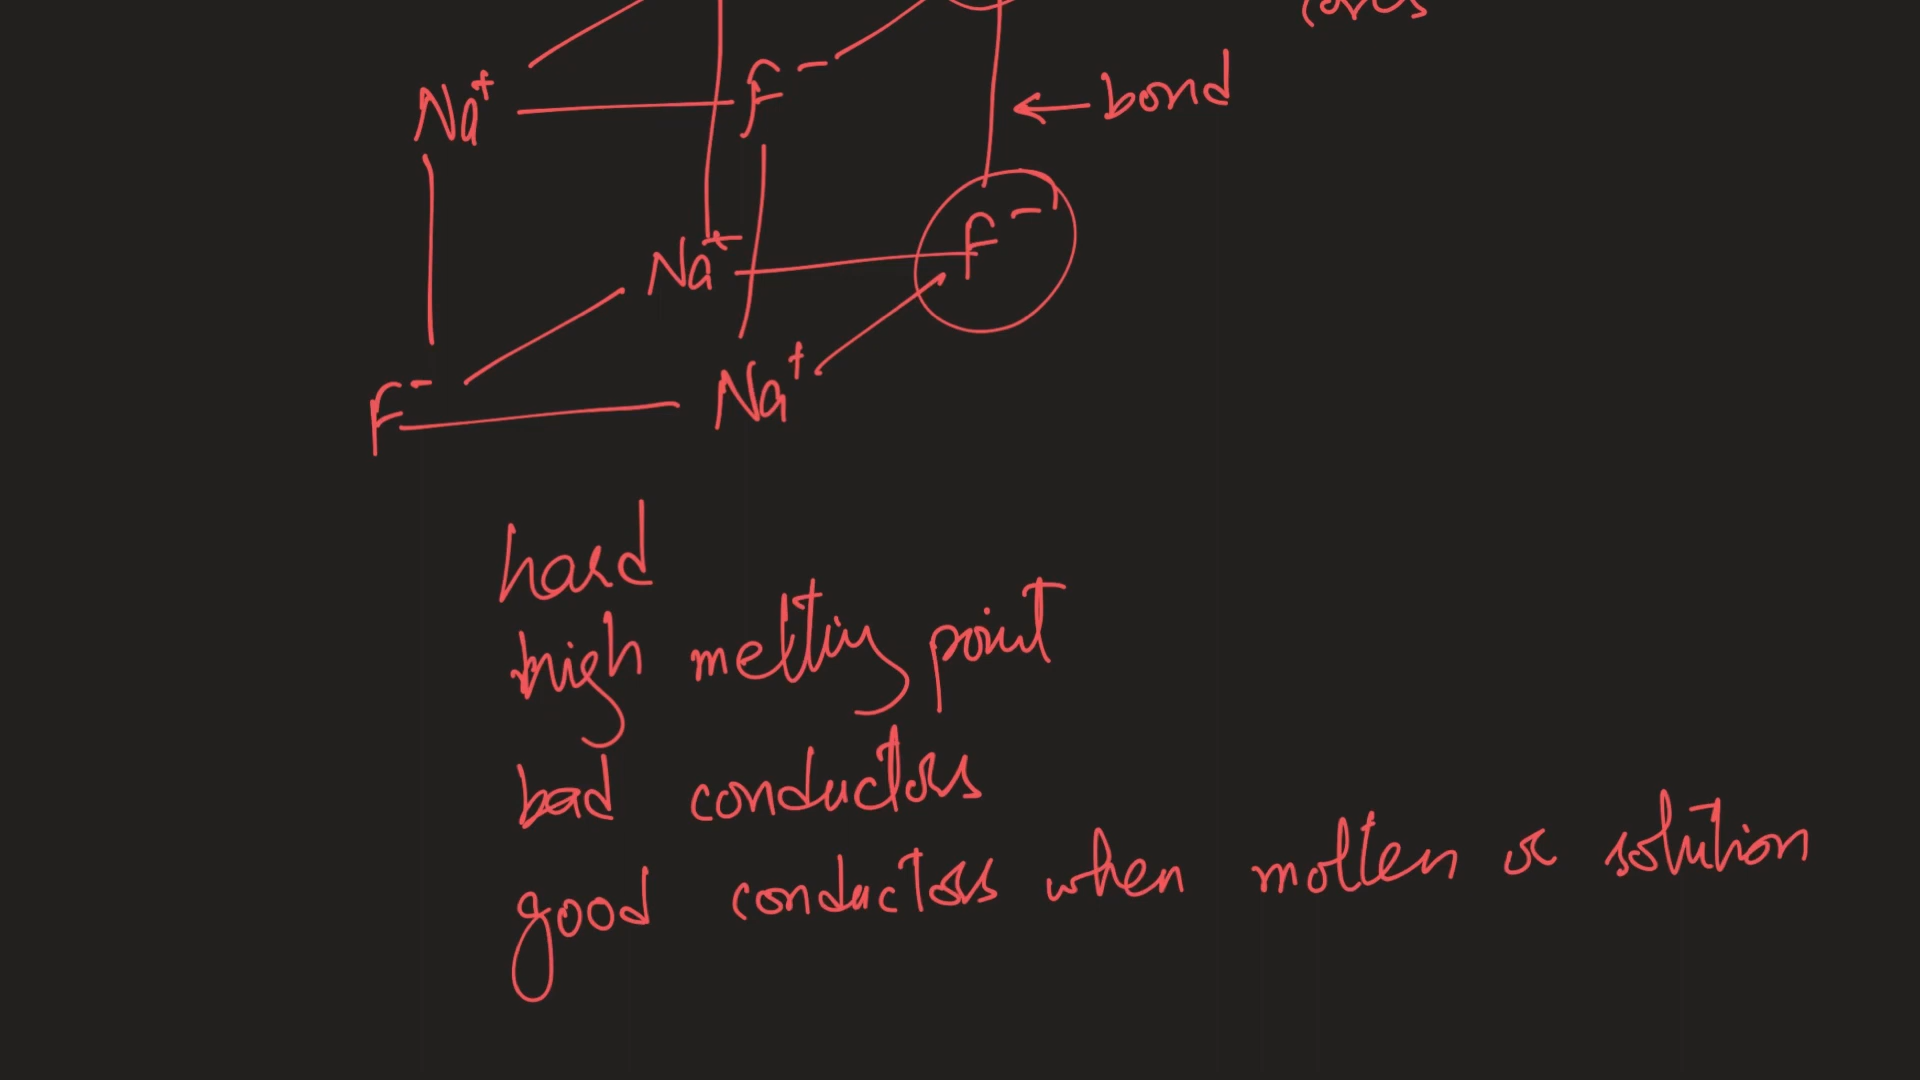 Na⁺ F⁻ ← bond
Na⁺ F⁻
F⁻ Na⁺
hard
high melting point
bad conductors
good conductors when molten or solution